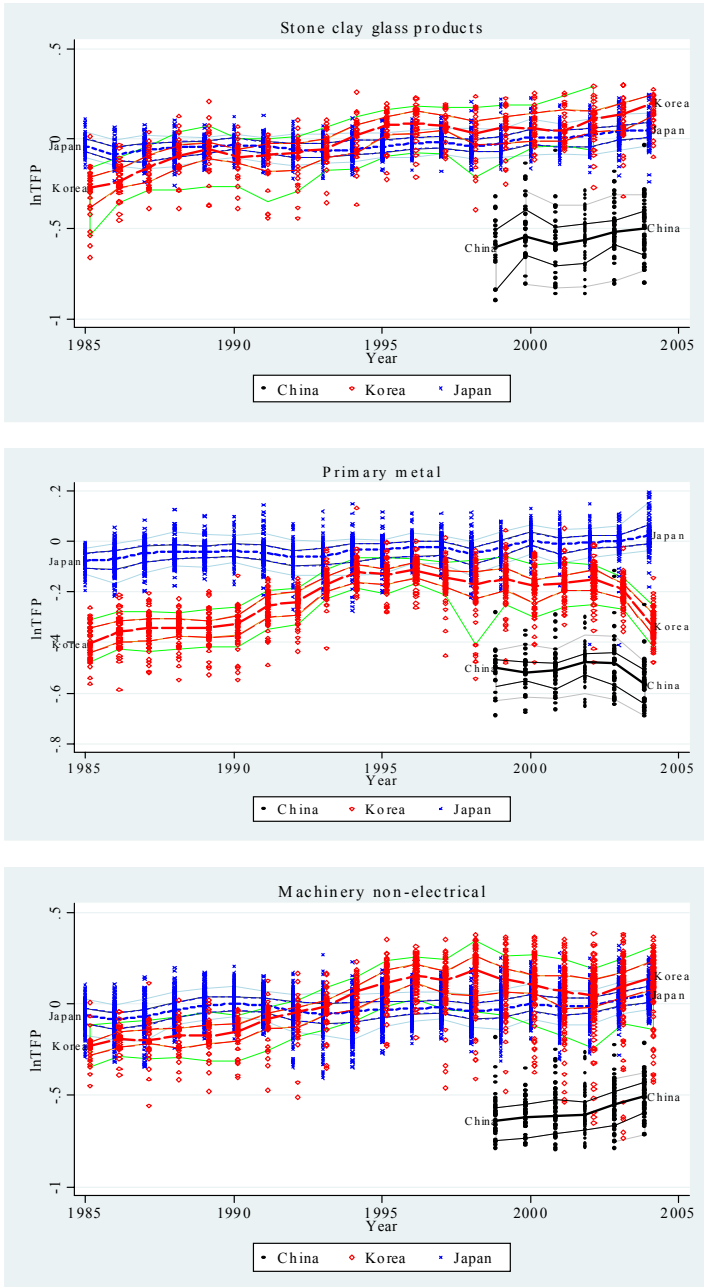 Stone clay glass products
.5
0
-.5
-1
lnTFP
Japan
Korea
China
Korea
Japan
China
1985 1990 1995 2000 2005
Year
China Korea Japan
Primary metal
.2
0
-.2
-.4
-.6
-.8
lnTFP
Japan
Korea
China
Japan
Korea
China
1985 1990 1995 2000 2005
Year
China Korea Japan
Machinery non-electrical
.5
0
-.5
-1
lnTFP
Japan
Korea
China
Korea
Japan
China
1985 1990 1995 2000 2005
Year
China Korea Japan